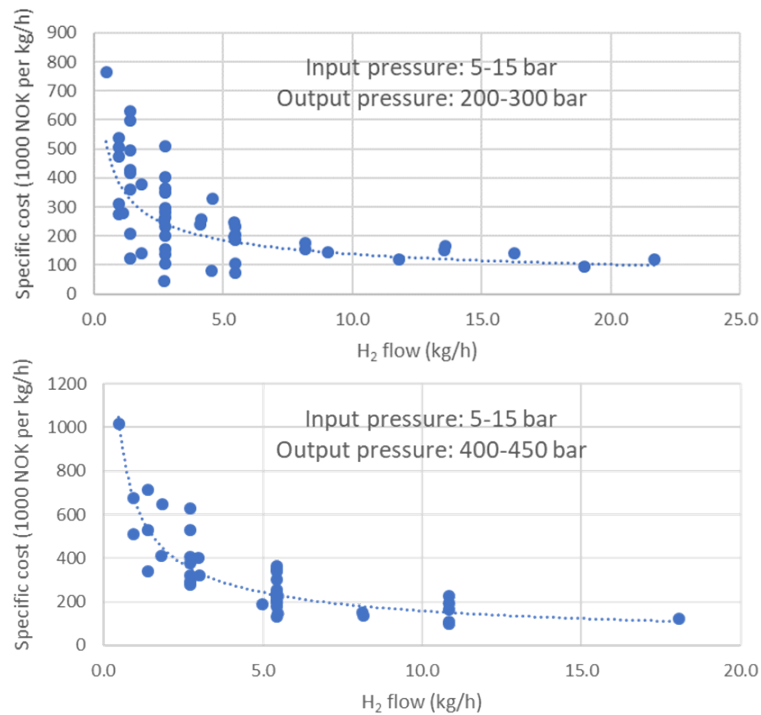 900
800
700
600
500
400
300
200
100
0
Specific cost (1000 NOK per kg/h)
Input pressure: 5-15 bar
Output pressure: 200-300 bar
0.0 5.0 10.0 15.0 20.0 25.0
H₂ flow (kg/h)
1200
1000
800
600
400
200
0
Specific cost (1000 NOK per kg/h)
Input pressure: 5-15 bar
Output pressure: 400-450 bar
0.0 5.0 10.0 15.0 20.0
H₂ flow (kg/h)